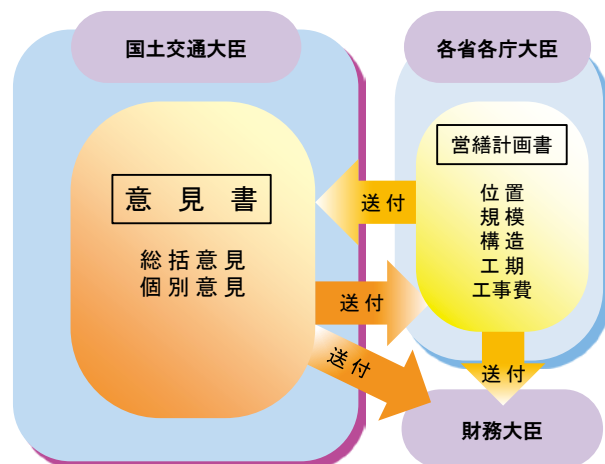 国土交通大臣
各省各庁大臣
意見書
総括意見
個別意見
営繕計画書
位置
規模
構造
工期
工事費
送付
送付
送付
送付
財務大臣